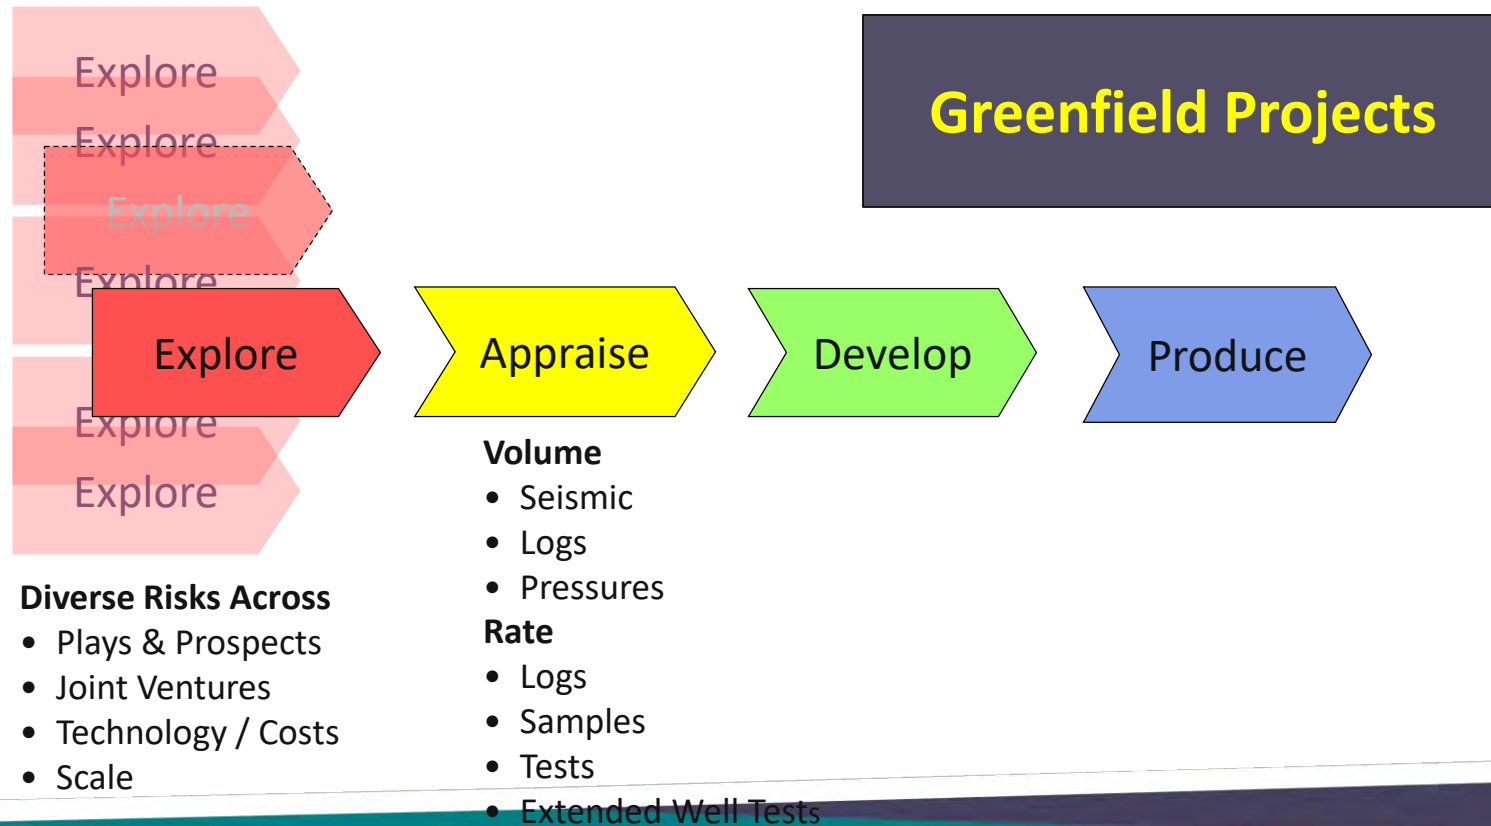 Explore
Explore
Explore
Explore
Explore
Explore
Greenfield Projects
Explore
Appraise
Develop
Produce
Diverse Risks Across
• Plays & Prospects
• Joint Ventures
• Technology / Costs
• Scale
Volume
• Seismic
• Logs
• Pressures
Rate
• Logs
• Samples
• Tests
• Extended Well Tests